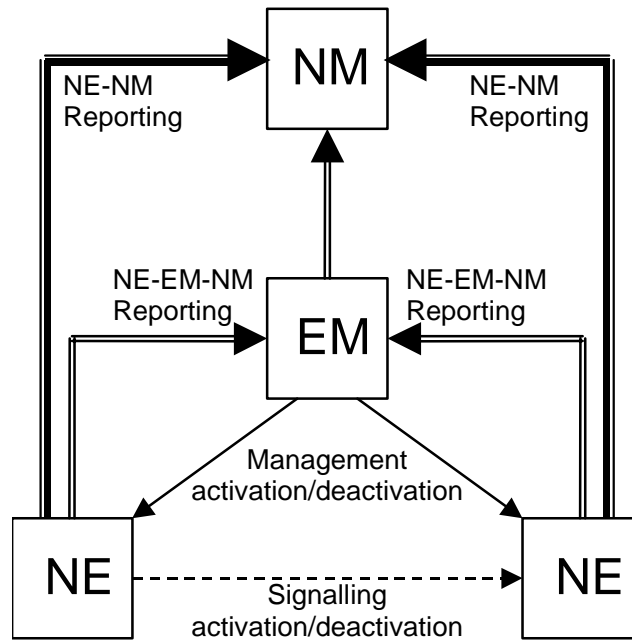 NM
NE-NM
Reporting
NE-NM
Reporting
NE-EM-NM
Reporting
NE-EM-NM
Reporting
EM
Management
activation/deactivation
NE
NE
Signalling
activation/deactivation